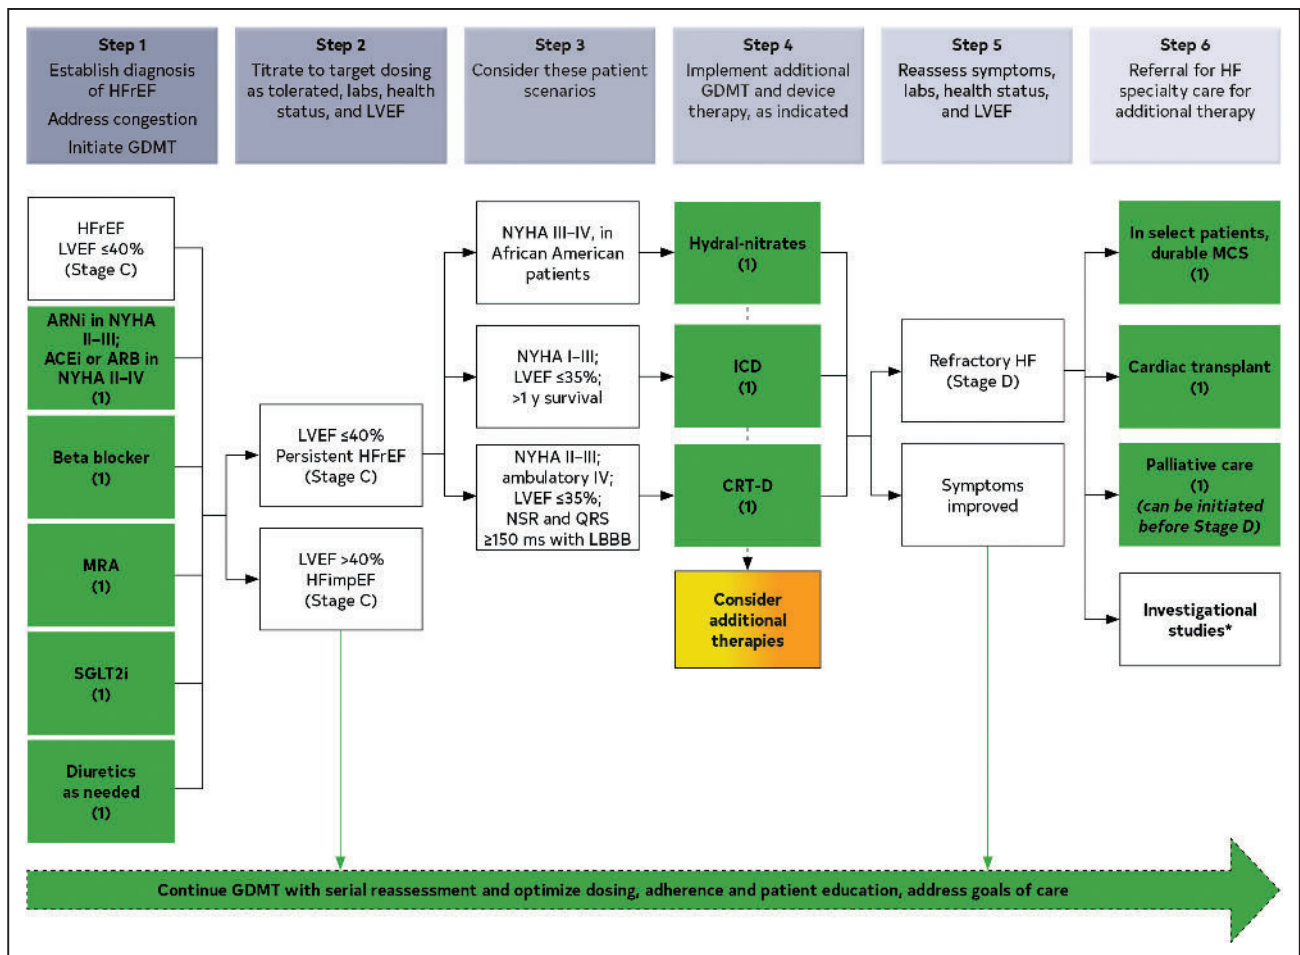 Step 1
Establish diagnosis
of HFrEF
Address congestion
Initiate GDMT
Step 2
Titrate to target dosing
as tolerated, labs, health
status, and LVEF
Step 3
Consider these patient
scenarios
Step 4
Implement additional
GDMT and device
therapy, as indicated
Step 5
Reassess symptoms,
labs, health status,
and LVEF
Step 6
Referral for HF
specialty care for
additional therapy
HFrEF
LVEF ≤40%
(Stage C)
ARNi in NYHA
II–III;
ACEi or ARB in
NYHA II–IV
(1)
Beta blocker
(1)
MRA
(1)
SGLT2i
(1)
Diuretics
as needed
(1)
LVEF ≤40%
Persistent HFrEF
(Stage C)
LVEF >40%
HFimpEF
(Stage C)
NYHA III–IV, in
African American
patients
NYHA I–III;
LVEF ≤35%;
>1 y survival
NYHA II–III;
ambulatory IV;
LVEF ≤35%;
NSR and QRS
≥150 ms with LBBB
Hydral-nitrates
(1)
ICD
(1)
CRT-D
(1)
Consider
additional
therapies
Refractory HF
(Stage D)
Symptoms
improved
In select patients,
durable MCS
(1)
Cardiac transplant
(1)
Palliative care
(1)
(can be initiated
before Stage D)
Investigational
studies*
Continue GDMT with serial reassessment and optimize dosing, adherence and patient education, address goals of care